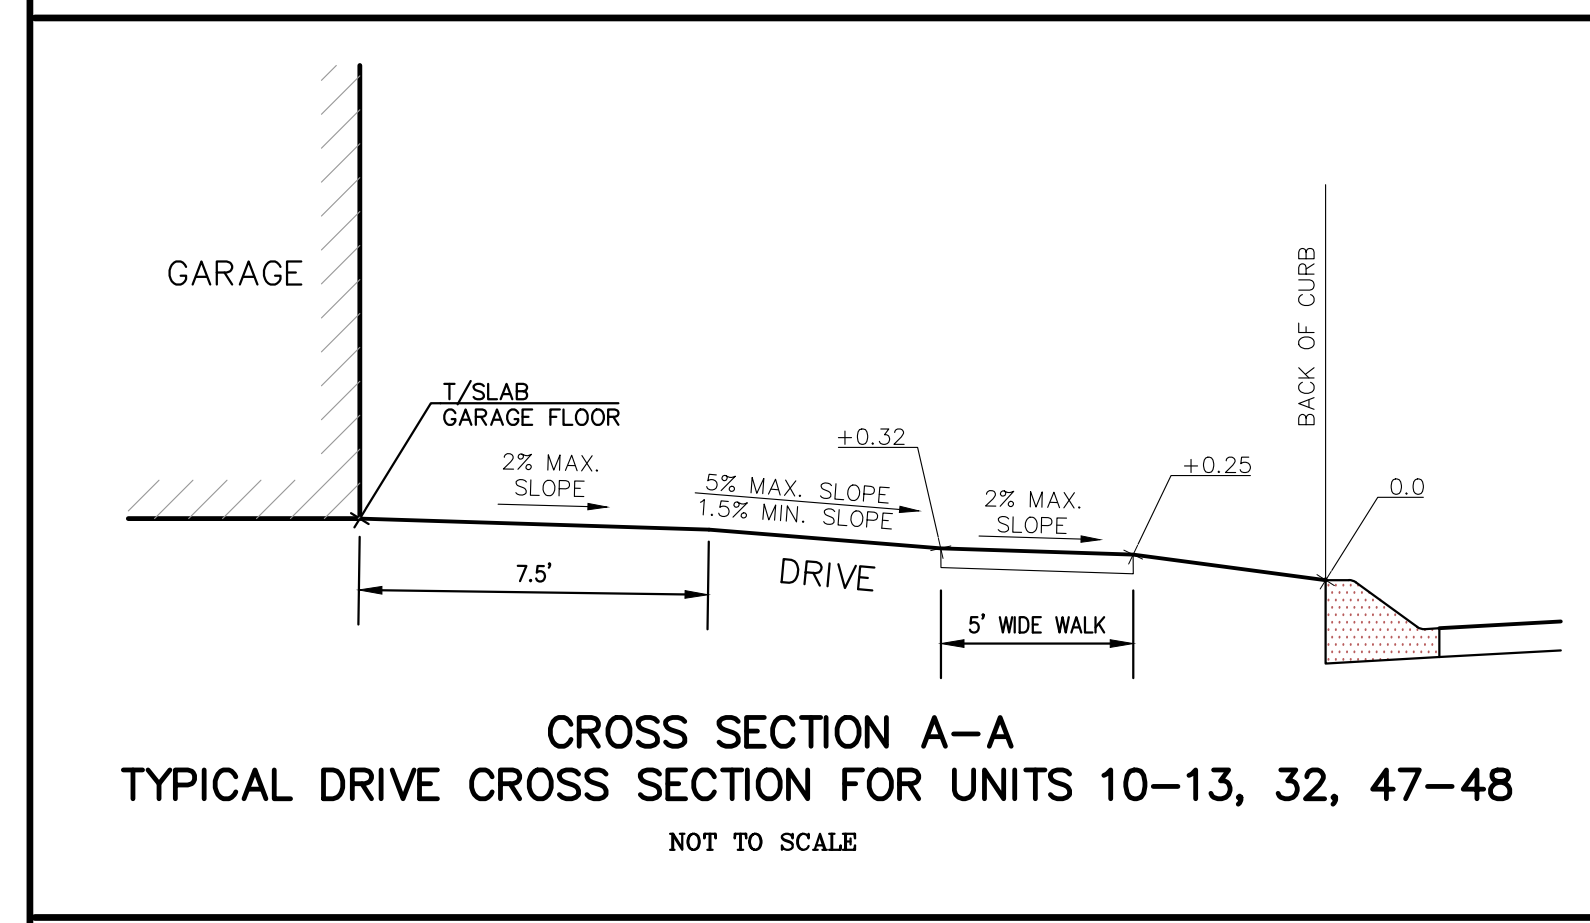 GARAGE
T/SLAB
GARAGE FLOOR
2% MAX.
SLOPE
5% MAX. SLOPE
1.5% MIN. SLOPE
+0.32
2% MAX.
SLOPE
+0.25
BACK OF CURB
0.0
7.5'
DRIVE
5' WIDE WALK
CROSS SECTION A-A
TYPICAL DRIVE CROSS SECTION FOR UNITS 10-13, 32, 47-48
NOT TO SCALE